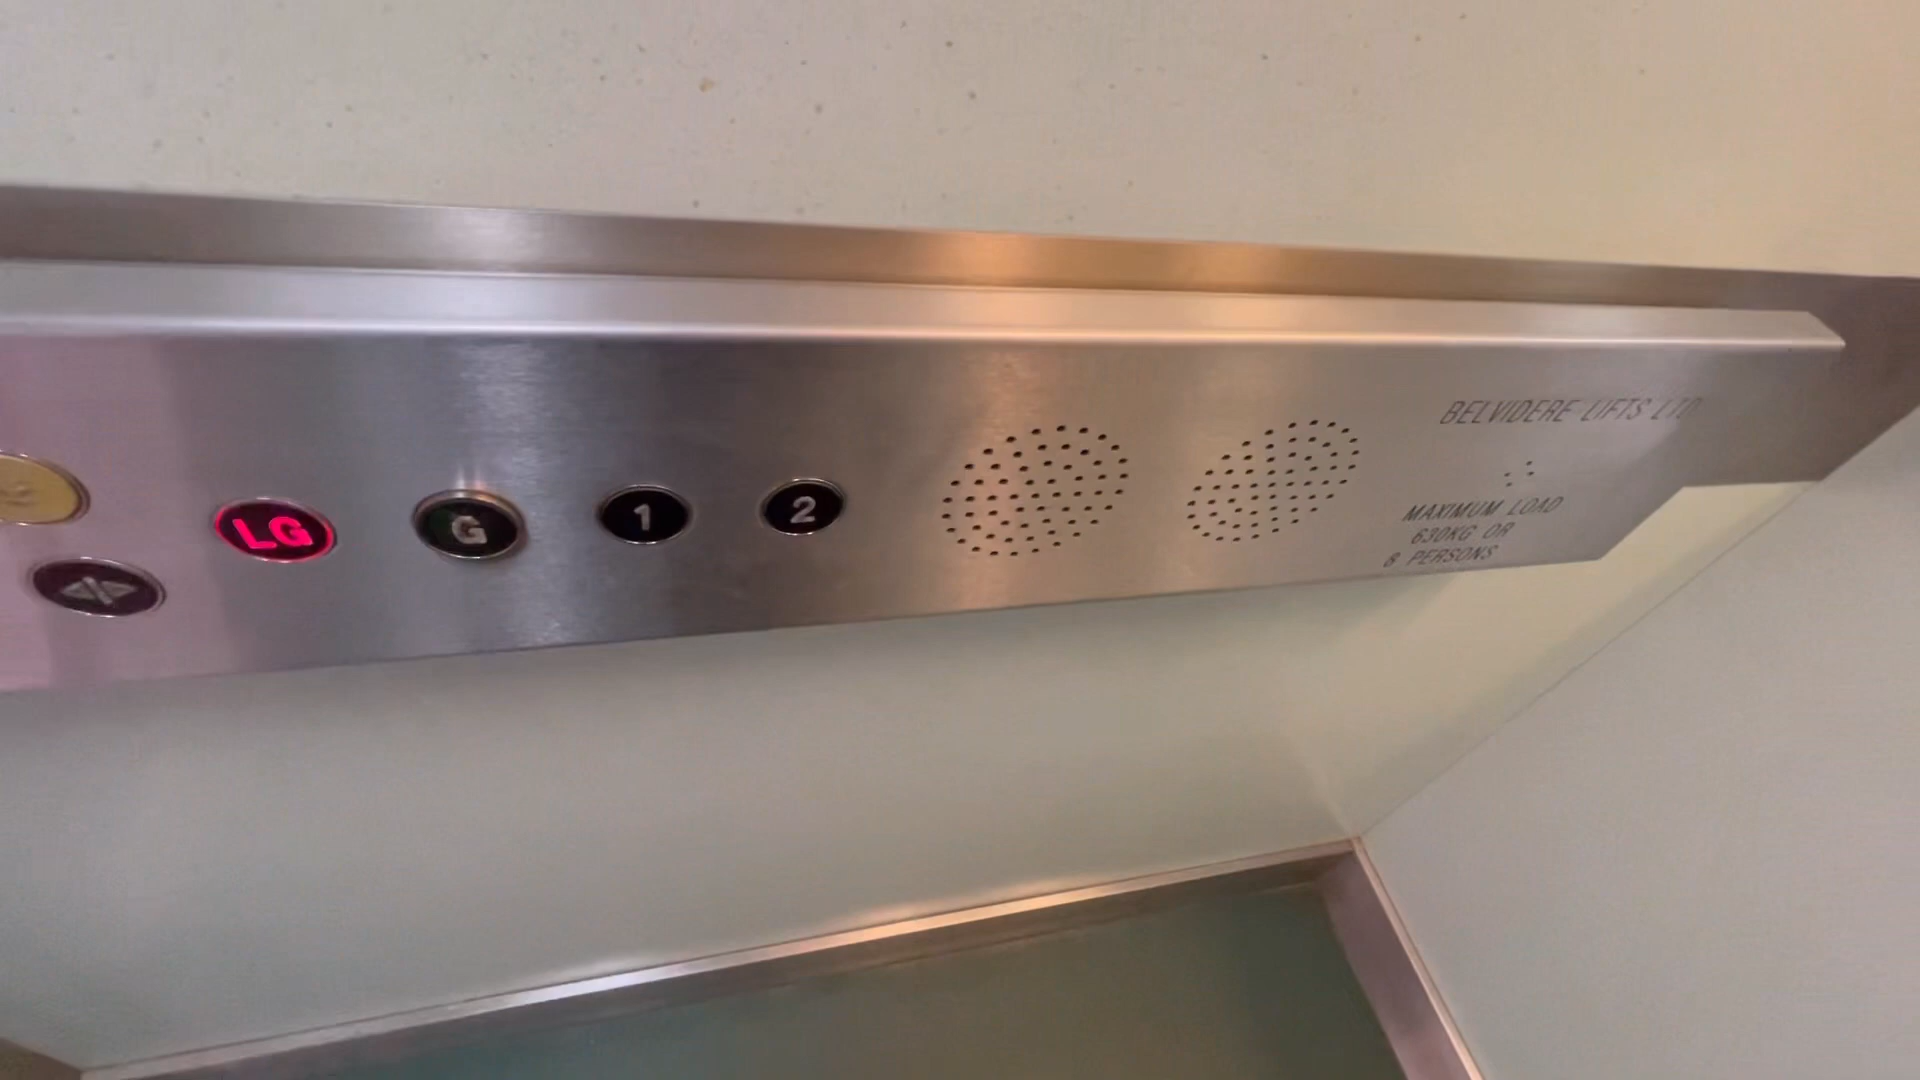 LG
G
1
2
BELVIDERE LIFTS LTD
MAXIMUM LOAD
630KG OR
8 PERSONS